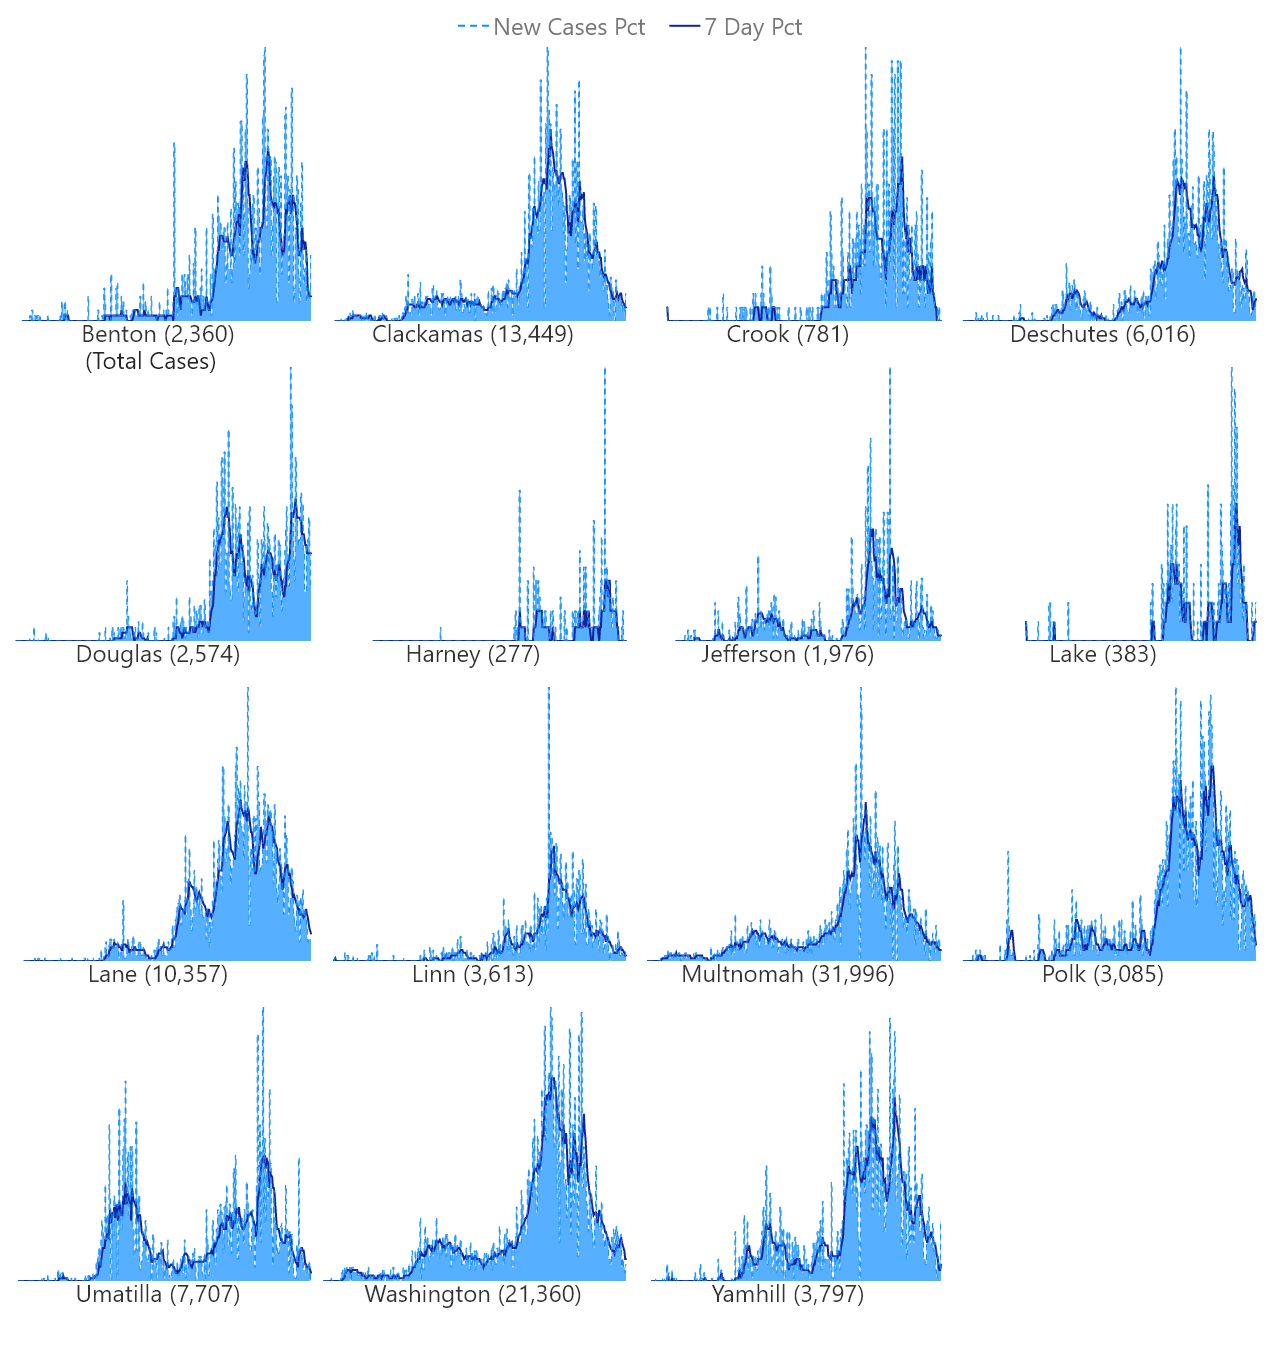 New Cases Pct 7 Day Pct
Benton (2,360) Clackamas (13,449) Crook (781) Deschutes (6,016)
(Total Cases)
Douglas (2,574) Harney (277) Jefferson (1,976) Lake (383)
Lane (10,357) Linn (3,613) Multnomah (31,996) Polk (3,085)
Umatilla (7,707) Washington (21,360) Yamhill (3,797)